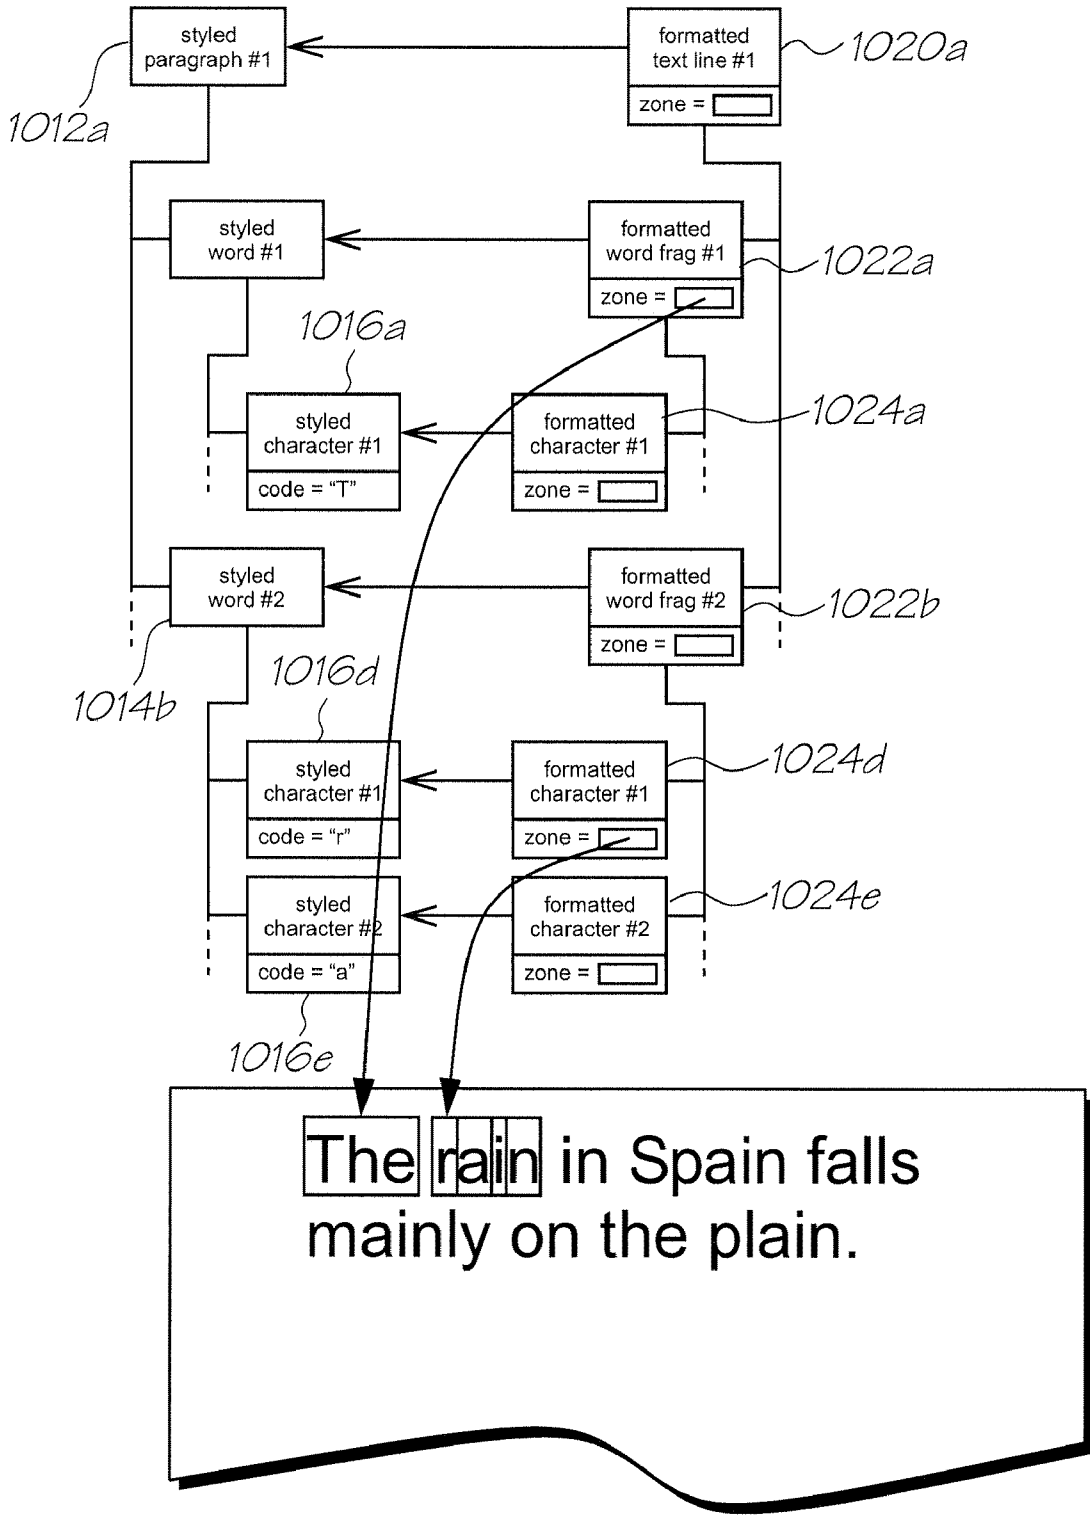 styled
paragraph #1
formatted
text line #1
zone =
1020a
1012a
styled
word #1
formatted
word frag #1
zone =
1022a
1016a
styled
character #1
code = “T”
formatted
character #1
zone =
1024a
styled
word #2
formatted
word frag #2
zone =
1022b
1014b
1016d
styled
character #1
code = “r”
formatted
character #1
zone =
1024d
styled
character #2
code = “a”
formatted
character #2
zone =
1024e
1016e
The rain in Spain falls
mainly on the plain.